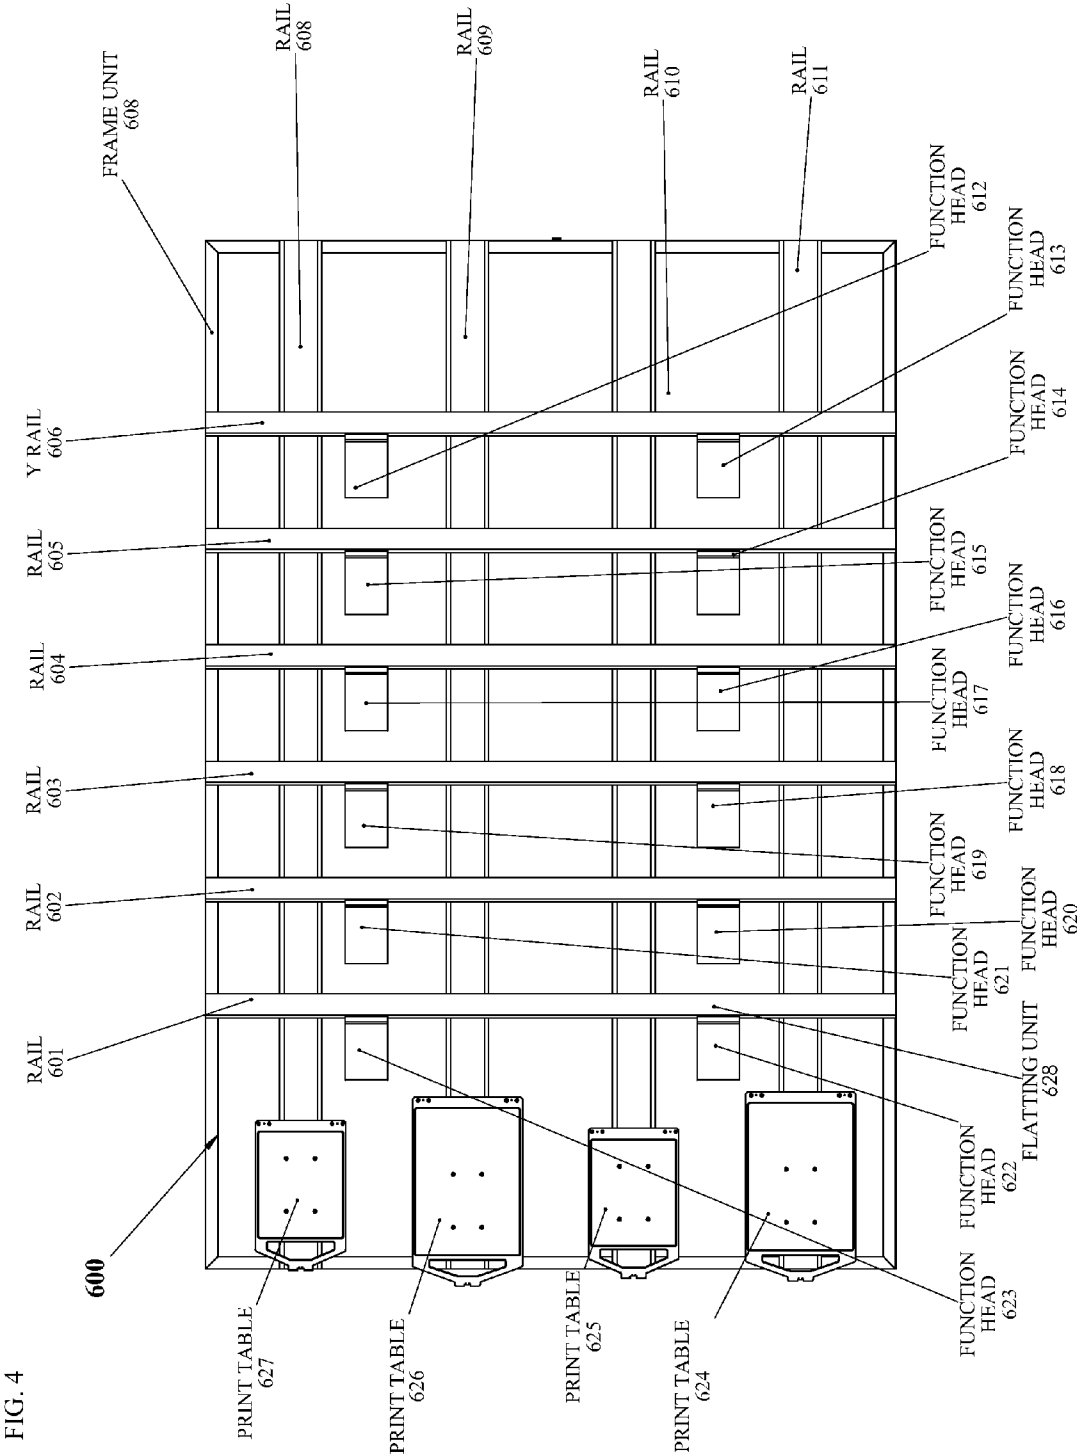 FIG. 4
RAIL
601
RAIL
602
RAIL
603
RAIL
604
RAIL
605
Y RAIL
606
600
FRAME UNIT
608
PRINT TABLE
627
RAIL
608
PRINT TABLE
626
RAIL
609
PRINT TABLE
625
RAIL
610
PRINT TABLE
624
RAIL
611
FUNCTION
HEAD
623
FUNCTION
HEAD
622
FUNCTION
HEAD
621
FUNCTION
HEAD
619
FUNCTION
HEAD
617
FUNCTION
HEAD
615
FUNCTION
HEAD
612
FLATTING UNIT
628
FUNCTION
HEAD
620
FUNCTION
HEAD
618
FUNCTION
HEAD
616
FUNCTION
HEAD
614
FUNCTION
HEAD
613